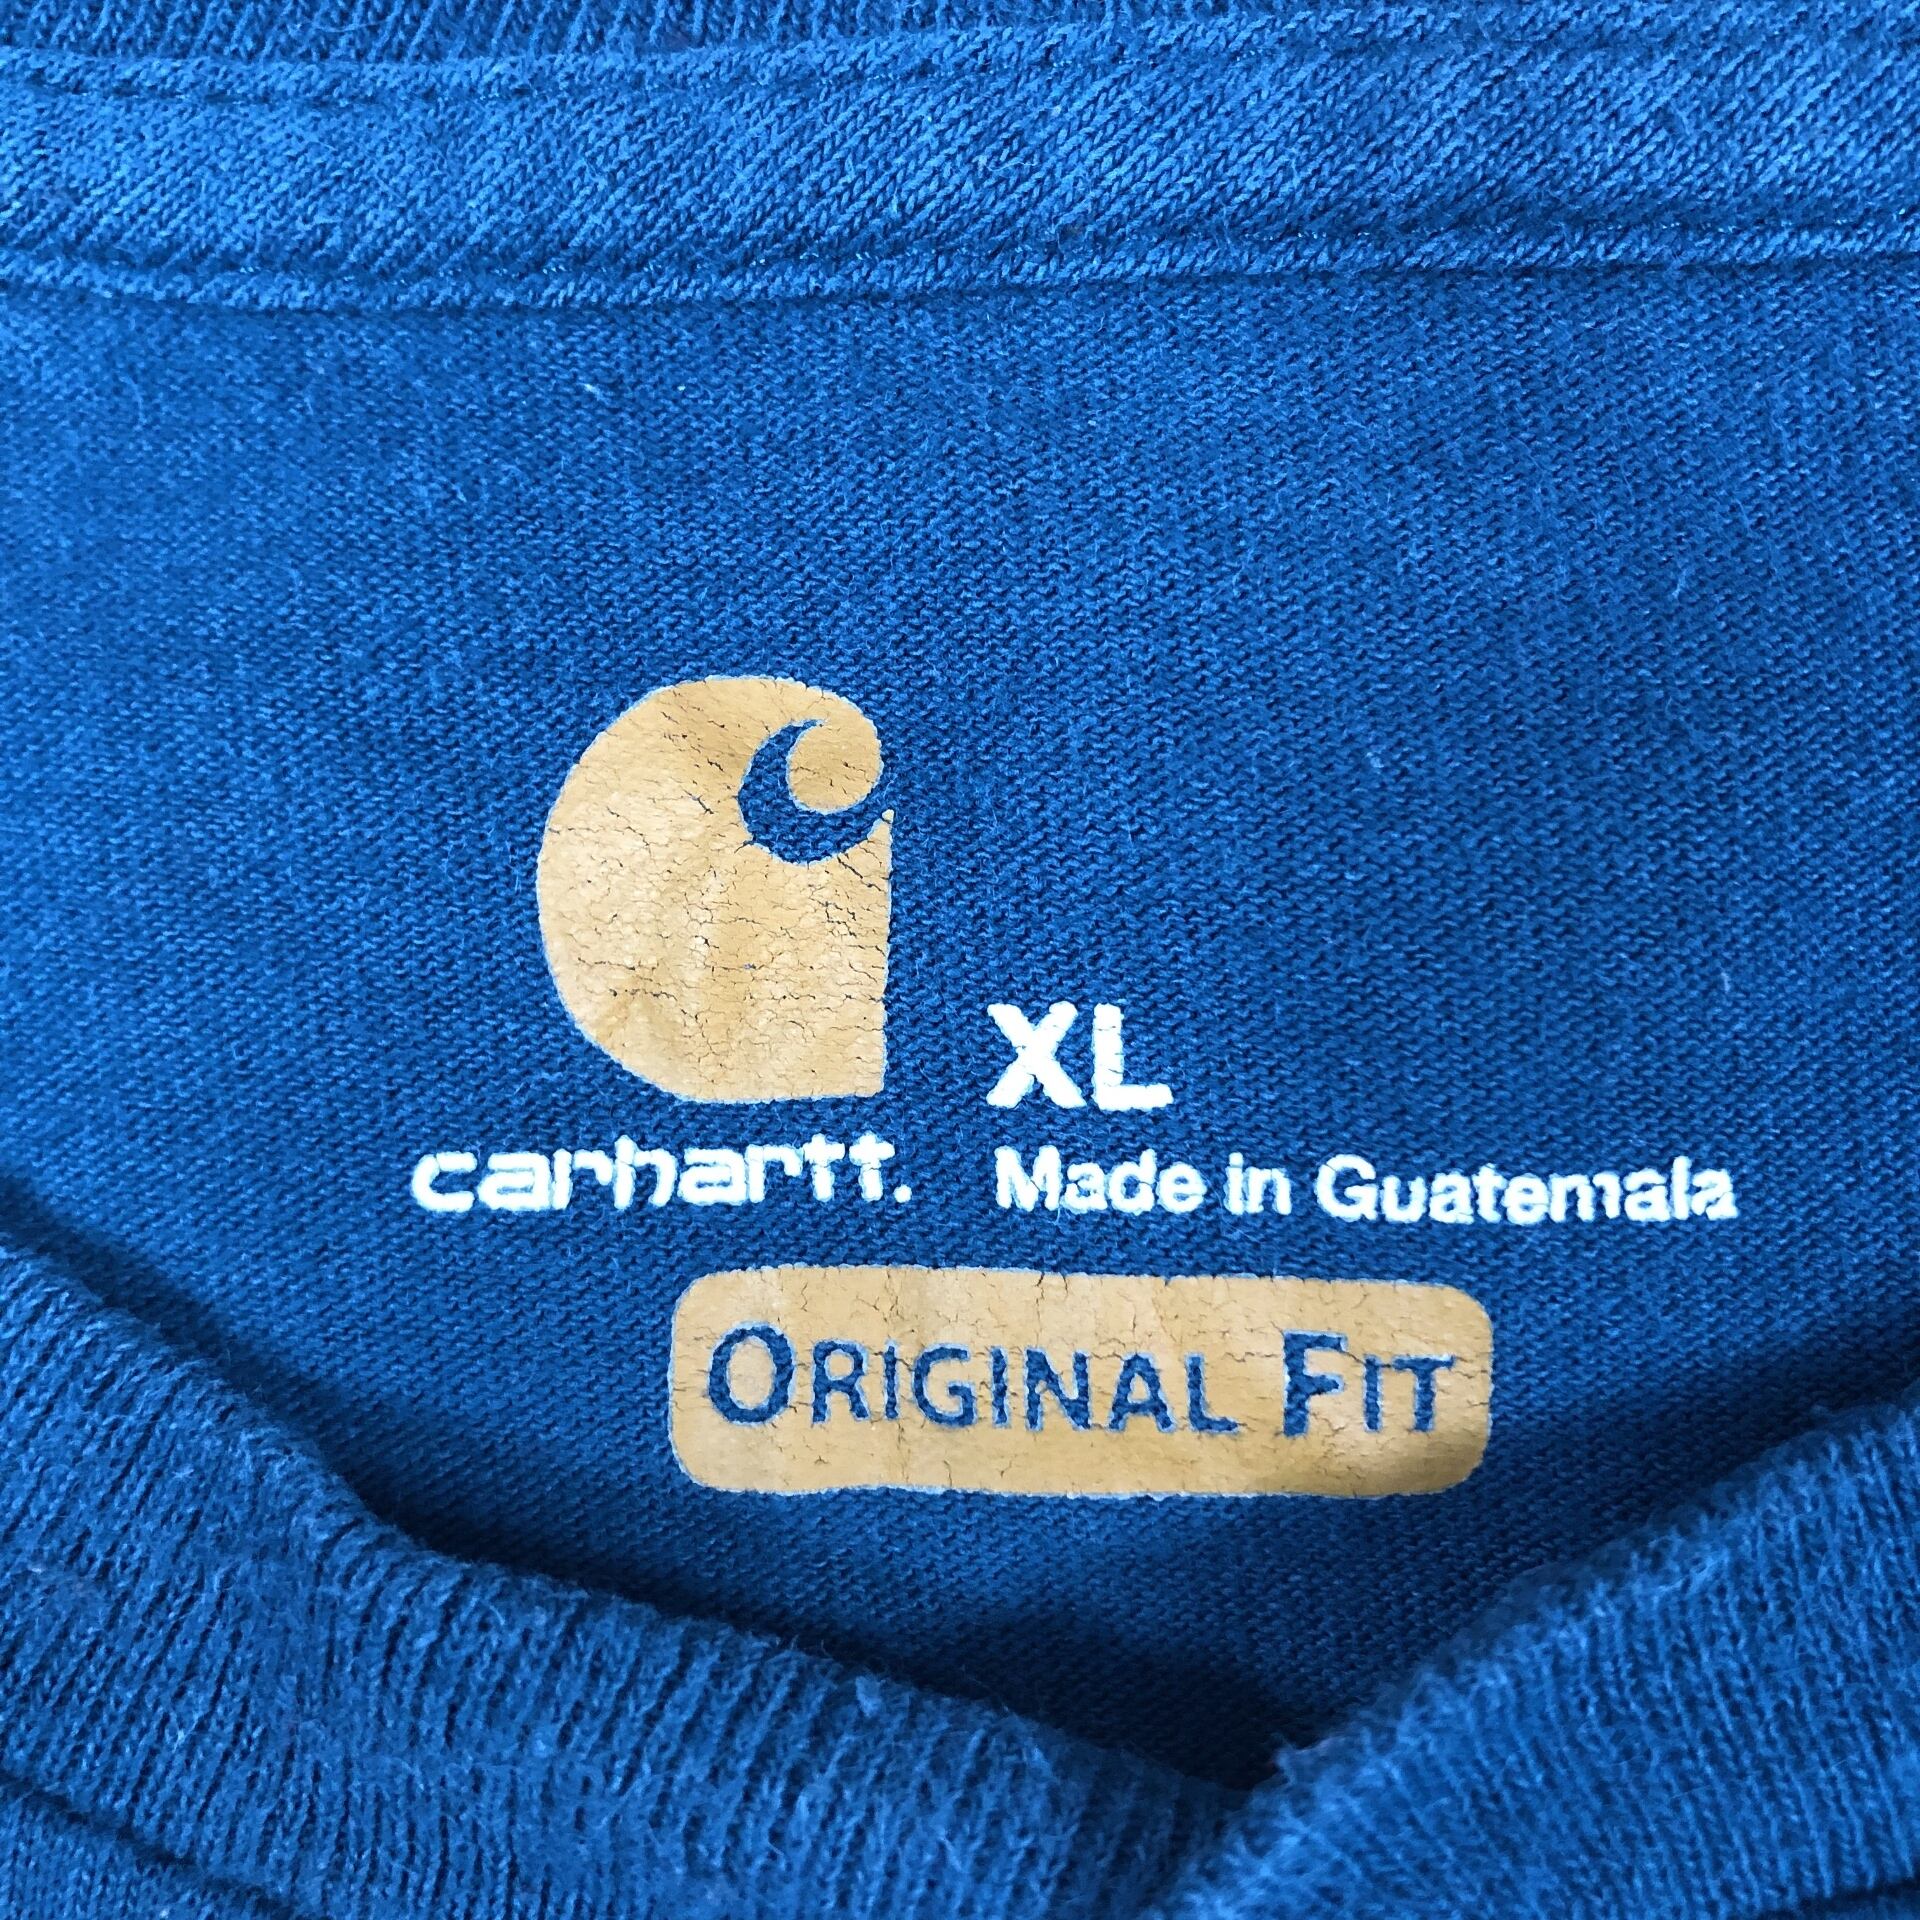 XL
carhartt.
Made in Guatemala
ORIGINAL FIT